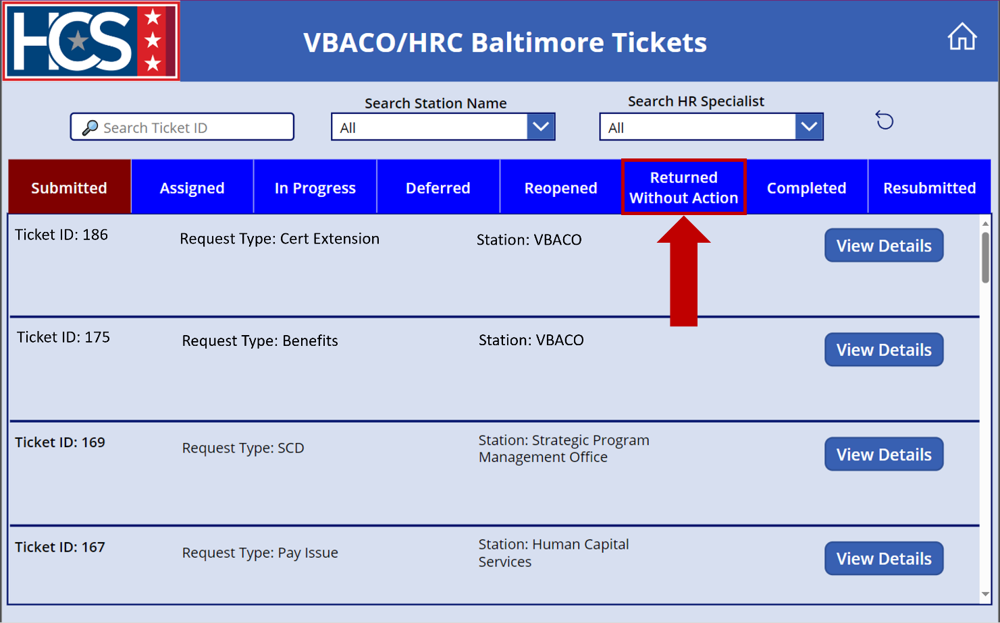 HCS
VBACO/HRC Baltimore Tickets
Search Station Name
Search HR Specialist
Search Ticket ID
All
All
Submitted
Assigned
In Progress
Deferred
Reopened
Returned
Without Action
Completed
Resubmitted
Ticket ID: 186
Request Type: Cert Extension
Station: VBACO
View Details
Ticket ID: 175
Request Type: Benefits
Station: VBACO
View Details
Ticket ID: 169
Request Type: SCD
Station: Strategic Program
Management Office
View Details
Ticket ID: 167
Request Type: Pay Issue
Station: Human Capital
Services
View Details